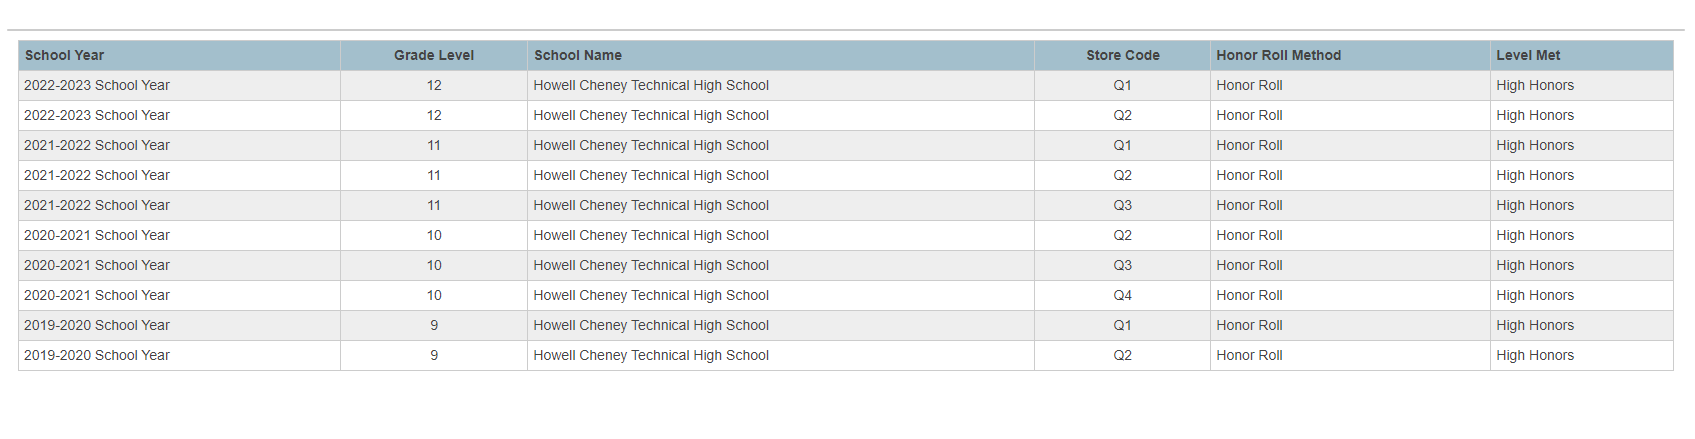 School Year Grade Level School Name Store Code Honor Roll Method Level Met
2022-2023 School Year 12 Howell Cheney Technical High School Q1 Honor Roll High Honors
2022-2023 School Year 12 Howell Cheney Technical High School Q2 Honor Roll High Honors
2021-2022 School Year 11 Howell Cheney Technical High School Q1 Honor Roll High Honors
2021-2022 School Year 11 Howell Cheney Technical High School Q2 Honor Roll High Honors
2021-2022 School Year 11 Howell Cheney Technical High School Q3 Honor Roll High Honors
2020-2021 School Year 10 Howell Cheney Technical High School Q2 Honor Roll High Honors
2020-2021 School Year 10 Howell Cheney Technical High School Q3 Honor Roll High Honors
2020-2021 School Year 10 Howell Cheney Technical High School Q4 Honor Roll High Honors
2019-2020 School Year 9 Howell Cheney Technical High School Q1 Honor Roll High Honors
2019-2020 School Year 9 Howell Cheney Technical High School Q2 Honor Roll High Honors